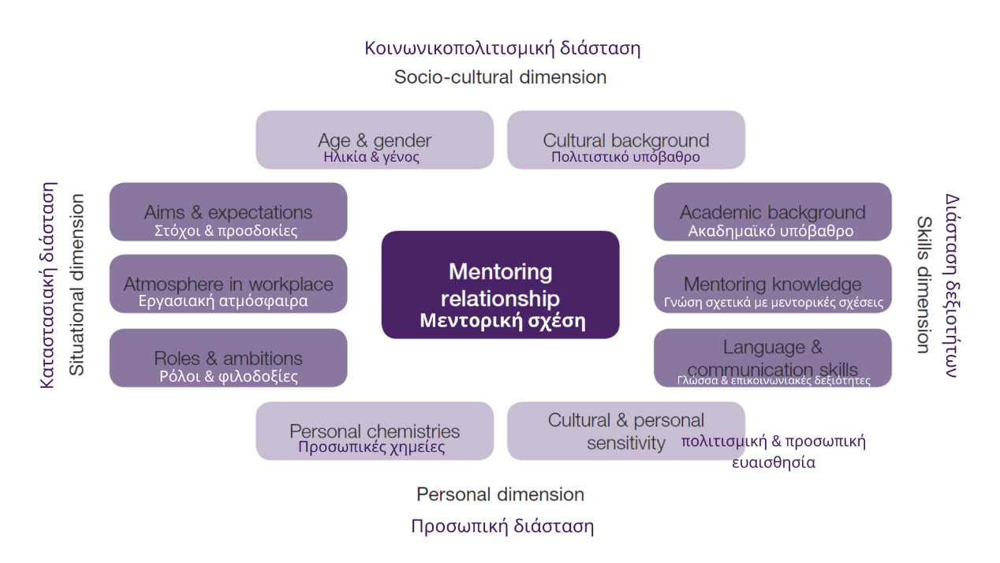 Κοινωνικοπολιτισμική διάσταση
Socio-cultural dimension
Age & gender
Ηλικία & γένος
Cultural background
Πολιτιστικό υπόβαθρο
Καταστασιακή διάσταση
Situational dimension
Aims & expectations
Στόχοι & προσδοκίες
Atmosphere in workplace
Εργασιακή ατμόσφαιρα
Roles & ambitions
Ρόλοι & φιλοδοξίες
Mentoring
relationship
Μεντορική σχέση
Academic background
Ακαδημαϊκό υπόβαθρο
Mentoring knowledge
Γνώση σχετικά με μεντορικές σχέσεις
Language &
communication skills
Γλώσσα & επικοινωνιακές δεξιότητες
Skills dimension
Διάσταση δεξιοτήτων
Personal chemistries
Προσωπικές χημείες
Cultural & personal
sensitivity
πολιτισμική & προσωπική
ευαισθησία
Personal dimension
Προσωπική διάσταση